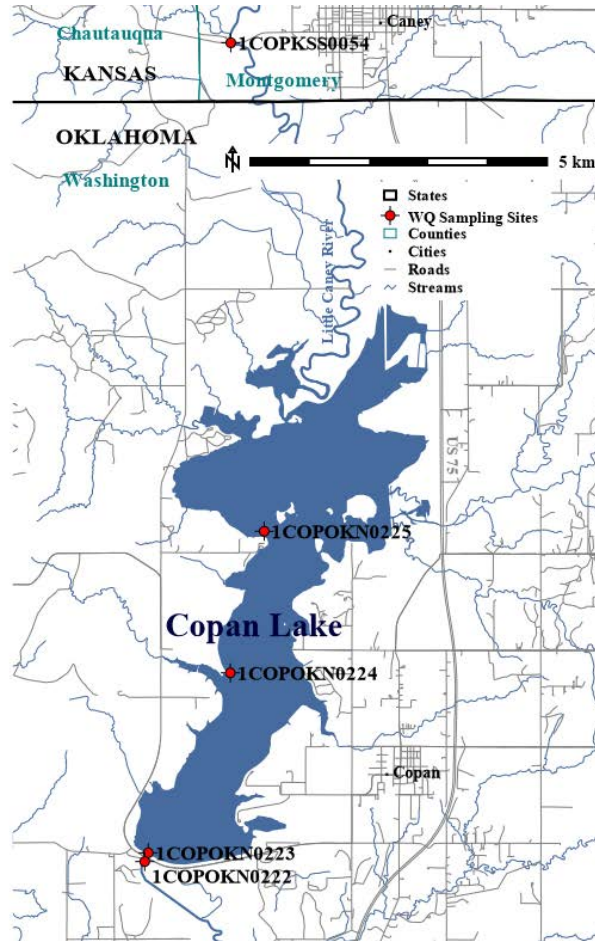 Caney
Chautauqua
1COPKSS0054
KANSAS
Montgomery
OKLAHOMA
Washington
N
5 km
States
WQ Sampling Sites
Counties
Cities
Roads
Streams
Little Caney River
US 75
1COPOKN0225
Copan Lake
1COPOKN0224
Copan
1COPOKN0223
1COPOKN0222